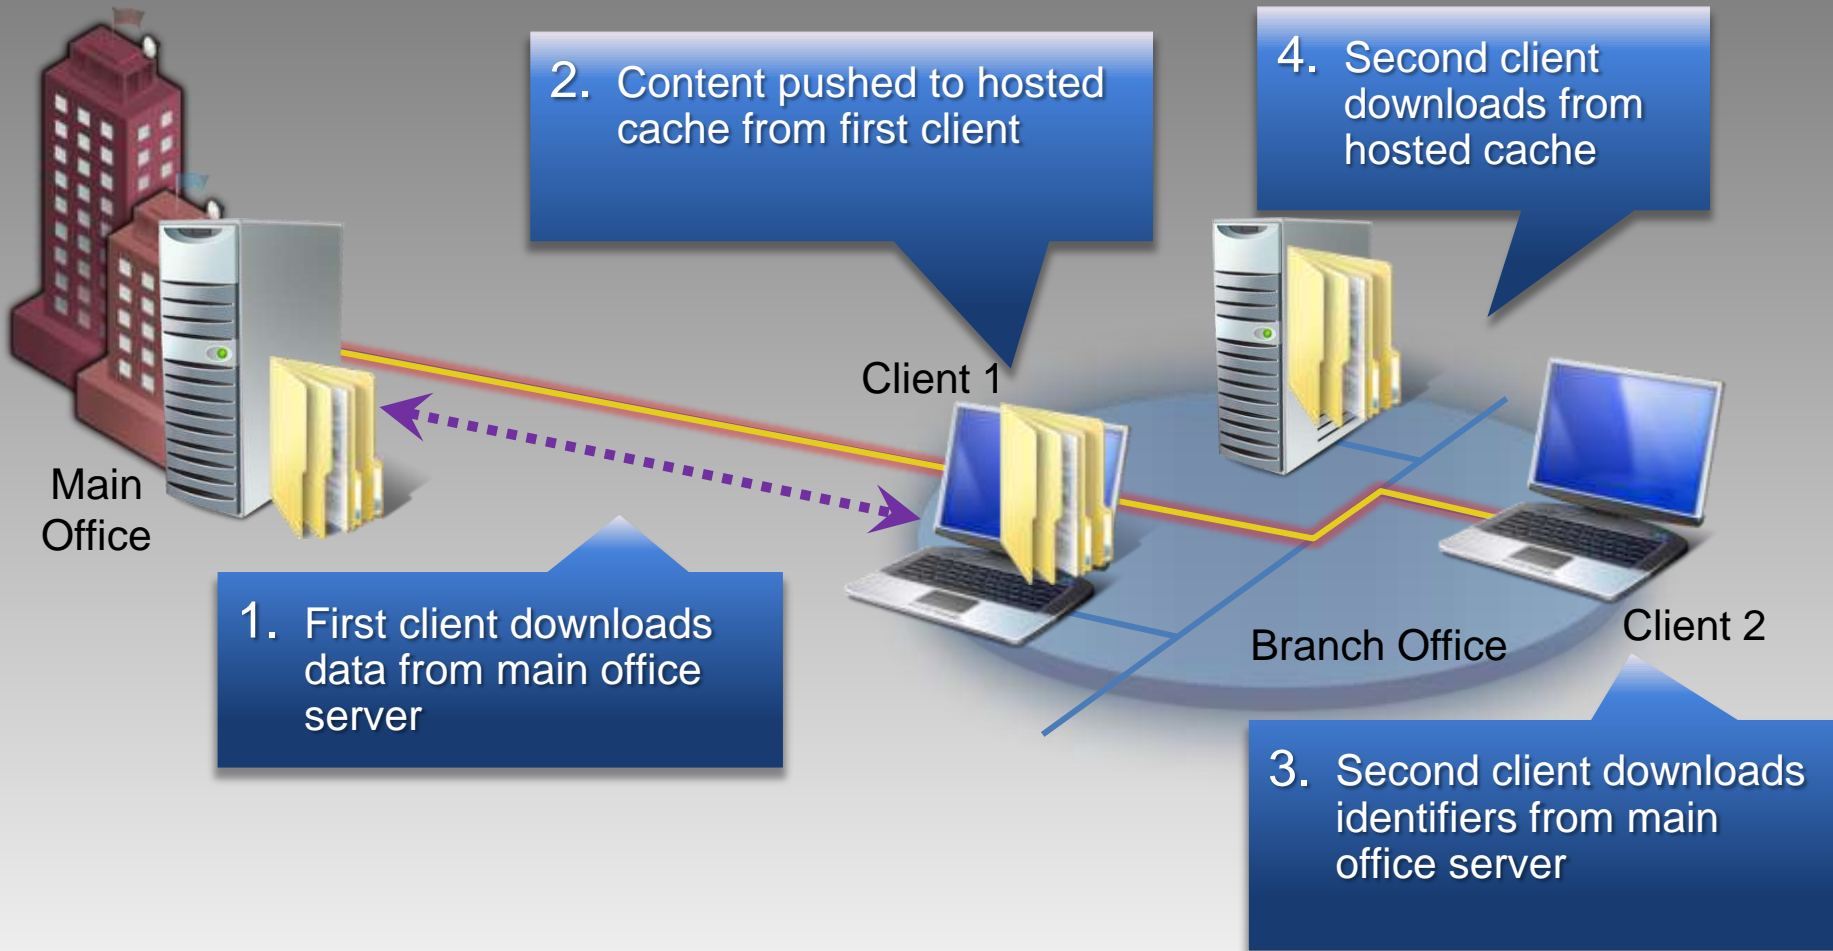 2. Content pushed to hosted
cache from first client
4. Second client
downloads from
hosted cache
Client 1
Main
Office
1. First client downloads
data from main office
server
Branch Office
Client 2
3. Second client downloads
identifiers from main
office server